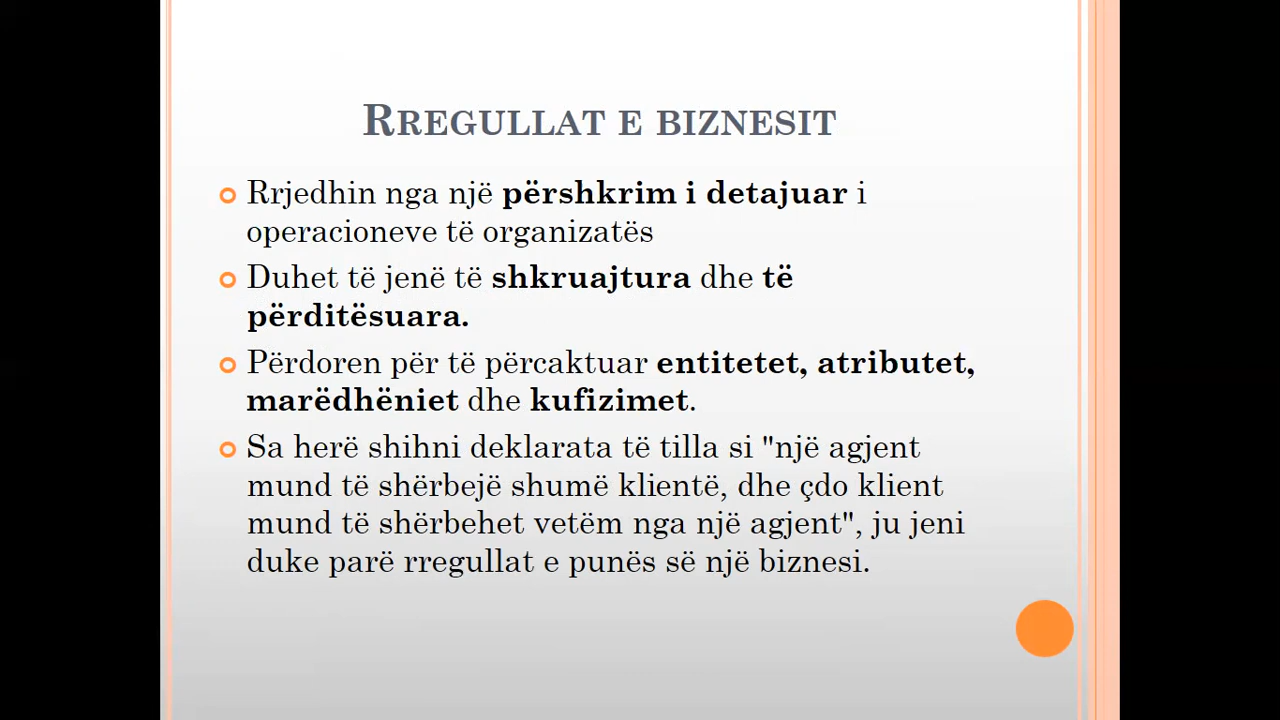 RREGULLAT E BIZNESIT
Rrjedhin nga një përshkrim i detajuar i
operacioneve të organizatës
Duhet të jenë të shkruajtura dhe të
përditësuara.
Përdoren për të përcaktuar entitetet, atributet,
marëdhëniet dhe kufizimet.
Sa herë shihni deklarata të tilla si "një agjent
mund të shërbejë shumë klientë, dhe çdo klient
mund të shërbehet vetëm nga një agjent", ju jeni
duke parë rregullat e punës së një biznesi.